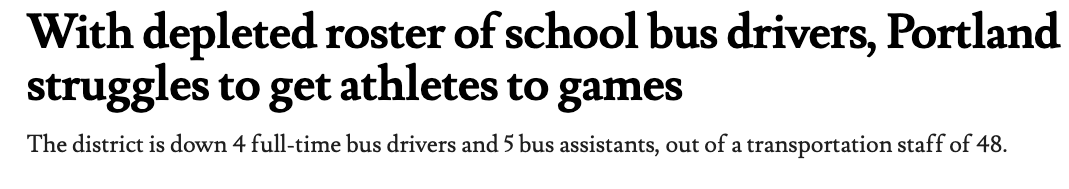 With depleted roster of school bus drivers, Portland
struggles to get athletes to games
The district is down 4 full-time bus drivers and 5 bus assistants, out of a transportation staff of 48.